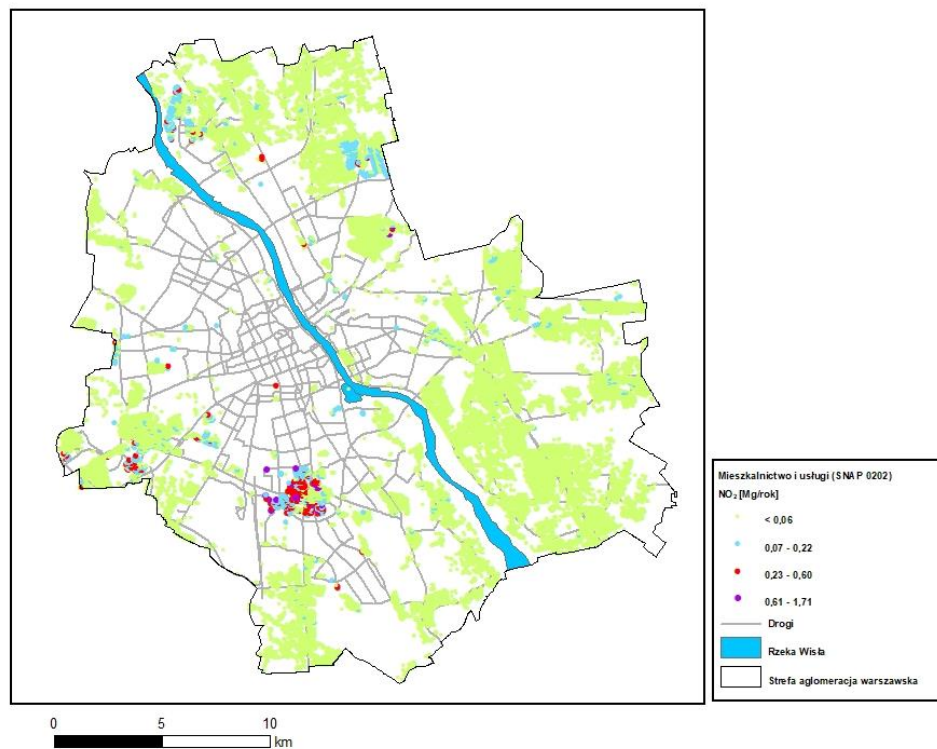 Mieszkalnictwo i usługi (SNAP 0202)
NO₂ [Mg/rok]
< 0,06
0,07 - 0,22
0,23 - 0,60
0,61 - 1,71
Drogi
Rzeka Wisła
Strefa aglomeracja warszawska
0 5 10
km